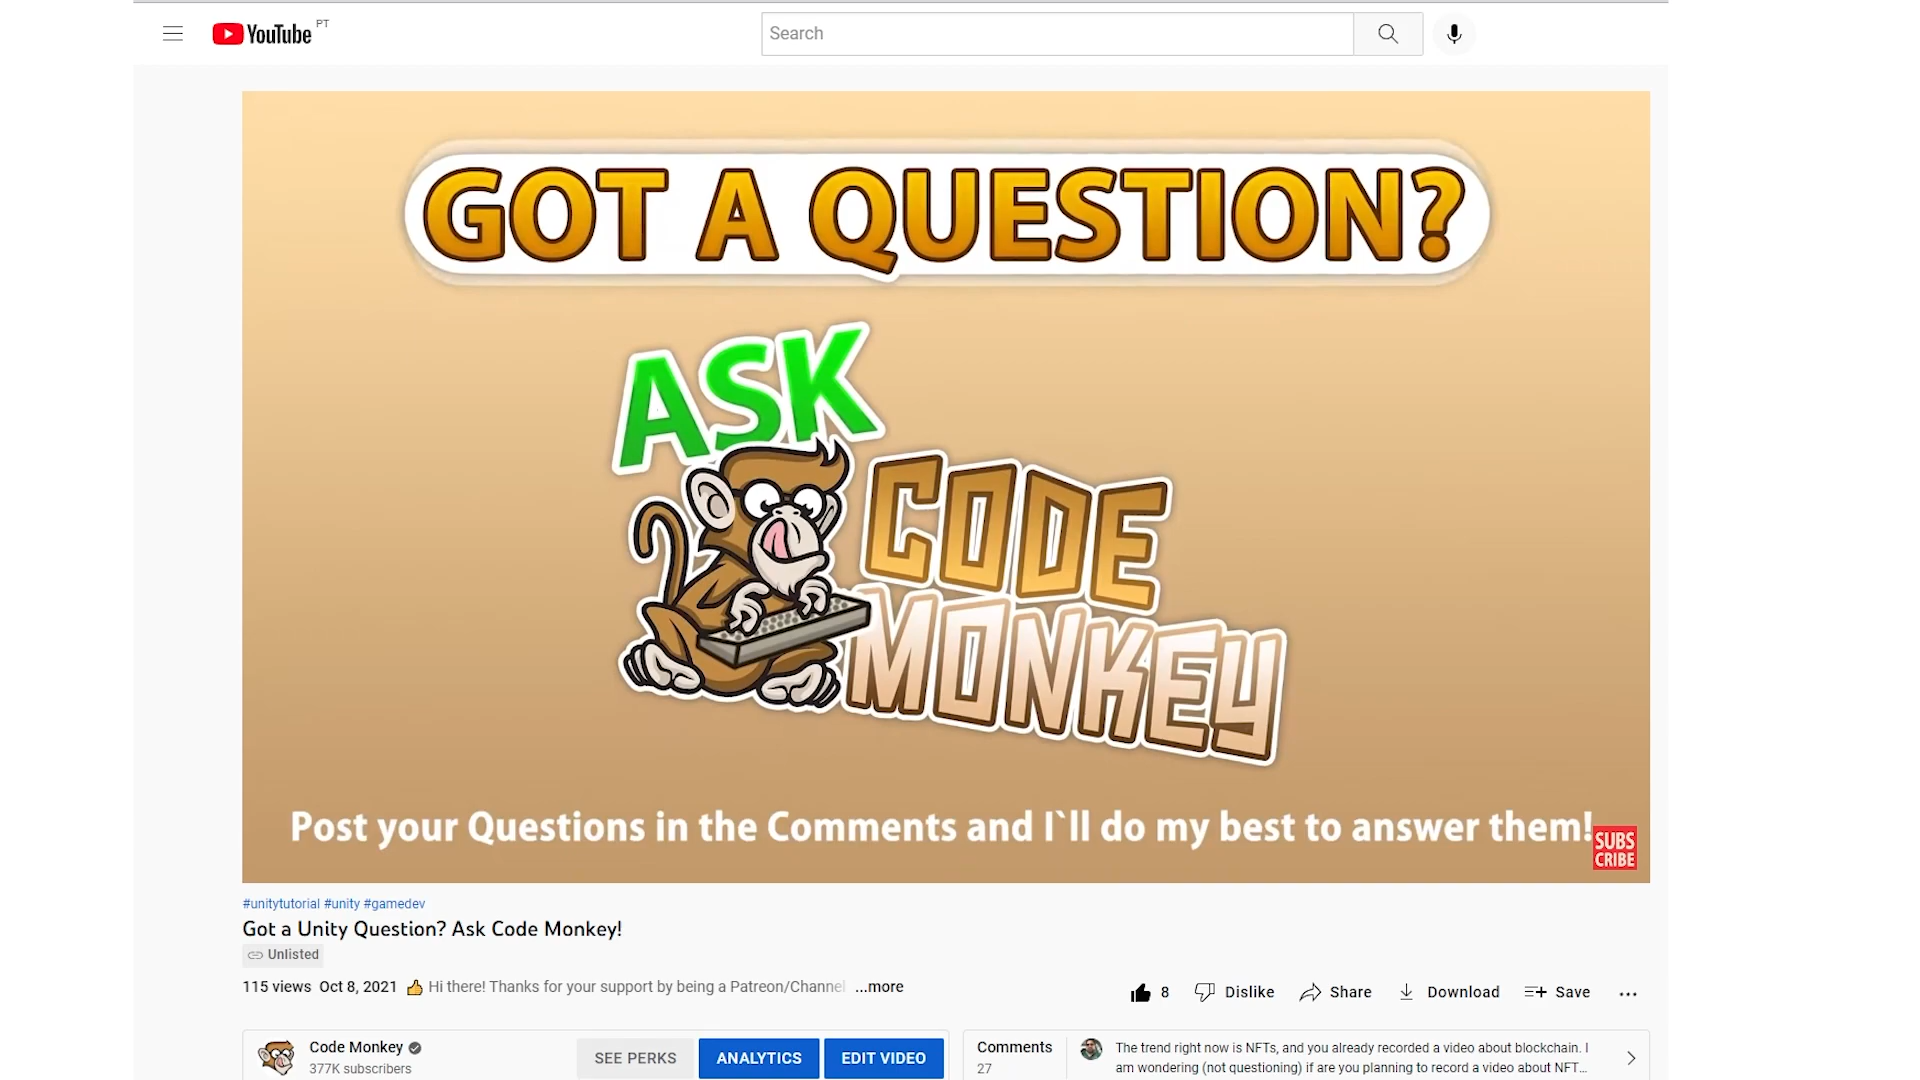 YouTube PT
Search
GOT A QUESTION?
ASK
CODE
MONKEY
Post your Questions in the Comments and I`ll do my best to answer them!
SUBS
CRIBE
#unitytutorial #unity #gamedev
Got a Unity Question? Ask Code Monkey!
Unlisted
115 views Oct 8, 2021 👍 Hi there! Thanks for your support by being a Patreon/Channel ...more
8 Dislike Share Download Save
Code Monkey
377K subscribers
SEE PERKS ANALYTICS EDIT VIDEO
Comments
27
The trend right now is NFTs, and you already recorded a video about blockchain. I
am wondering (not questioning) if are you planning to record a video about NFT...